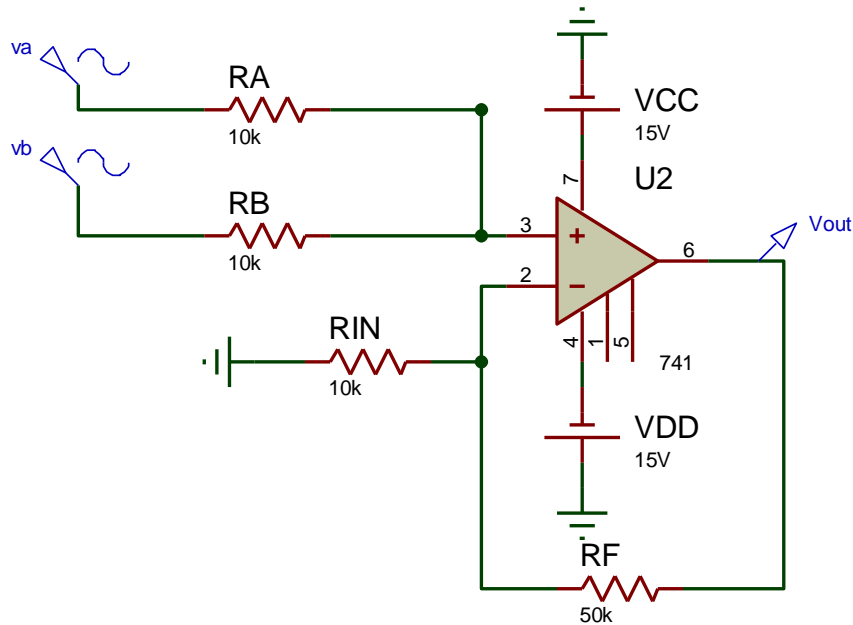 va
RA
10k
vb
RB
10k
VCC
15V
U2
7
3
+
2
−
6
Vout
4
1
5
741
RIN
10k
VDD
15V
RF
50k